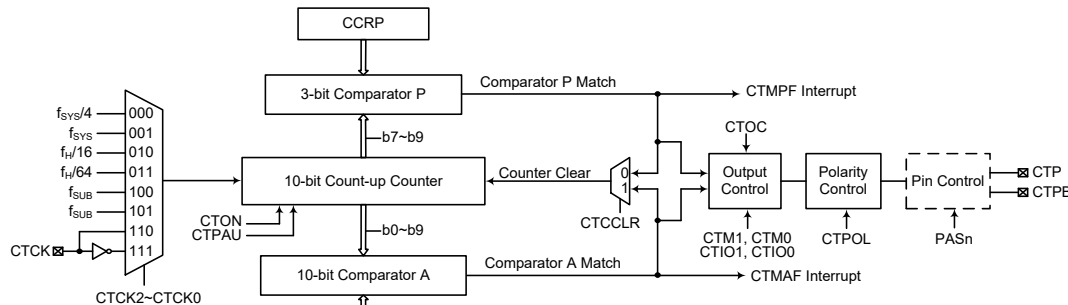 CCRP
3-bit Comparator P
Comparator P Match
CTMPF Interrupt
b7~b9
fSYS/4
fSYS
fH/16
fH/64
fSUB
fSUB
CTCK
000
001
010
011
100
101
110
111
CTCK2~CTCK0
10-bit Count-up Counter
CTON
CTPAU
Counter Clear
0
1
CTCCLR
CTOC
Output
Control
CTM1, CTM0
CTIO1, CTIO0
Polarity
Control
CTPOL
Pin Control
PASn
CTP
b0~b9
10-bit Comparator A
Comparator A Match
CTMAF Interrupt